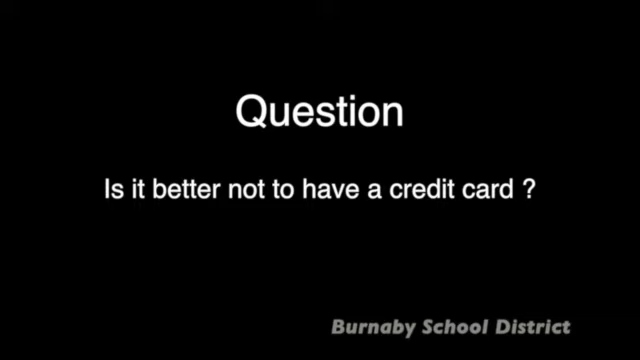 Question
Is it better not to have a credit card ?
Burnaby School District